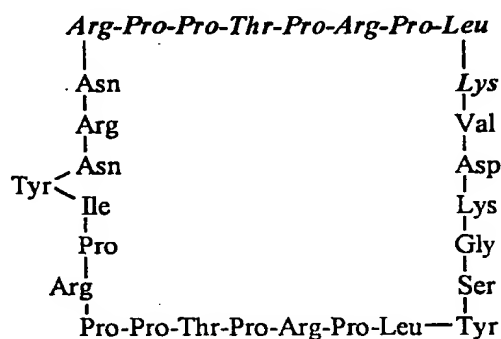 Arg-Pro-Pro-Thr-Pro-Arg-Pro-Leu
Asn Lys
Arg Val
Asn Asp
Tyr
Ile Lys
Pro Gly
Arg Ser
Pro-Pro-Thr-Pro-Arg-Pro-Leu—Tyr